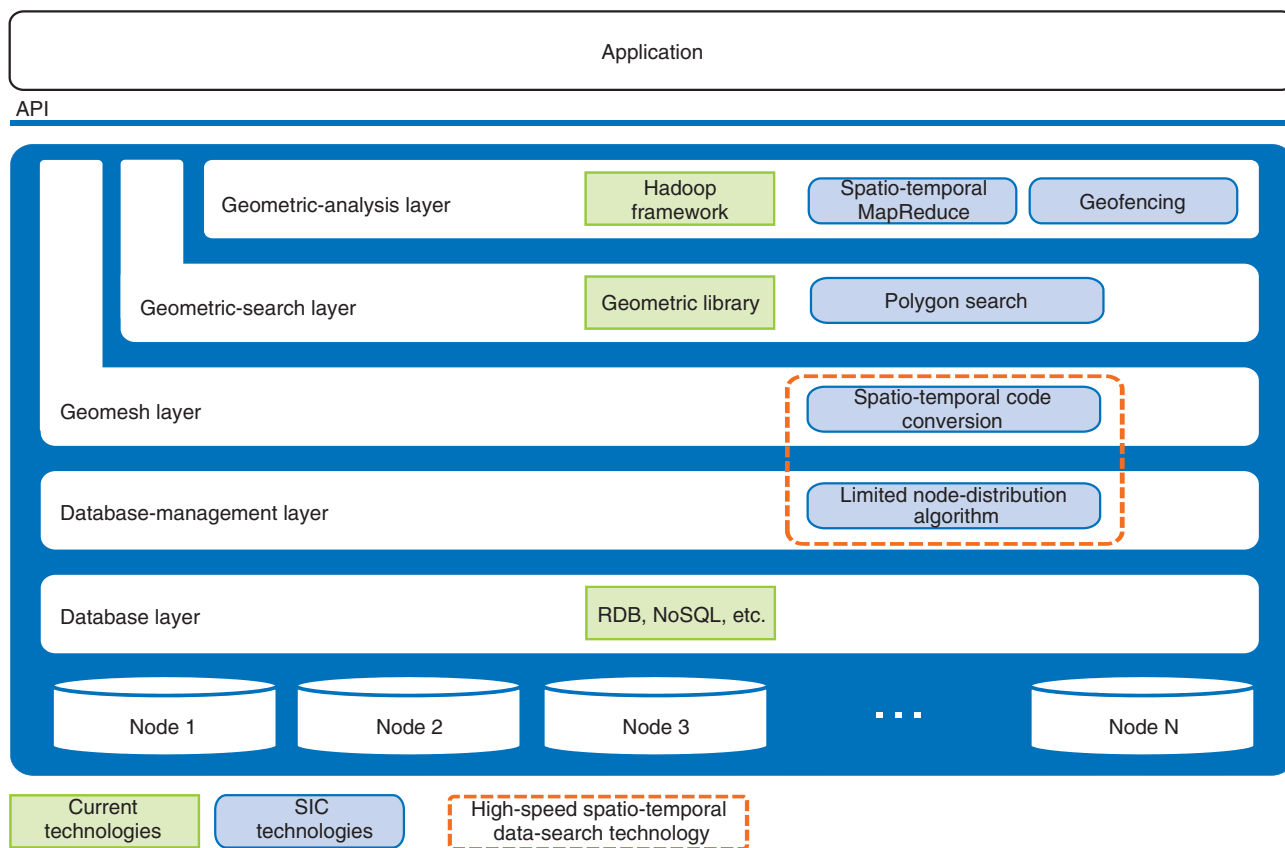 Application
API
Geometric-analysis layer
Hadoop
framework
Spatio-temporal
MapReduce
Geofencing
Geometric-search layer
Geometric library
Polygon search
Geomesh layer
Spatio-temporal code
conversion
Database-management layer
Limited node-distribution
algorithm
Database layer
RDB, NoSQL, etc.
Node 1
Node 2
Node 3
...
Node N
Current
technologies
SIC
technologies
High-speed spatio-temporal
data-search technology